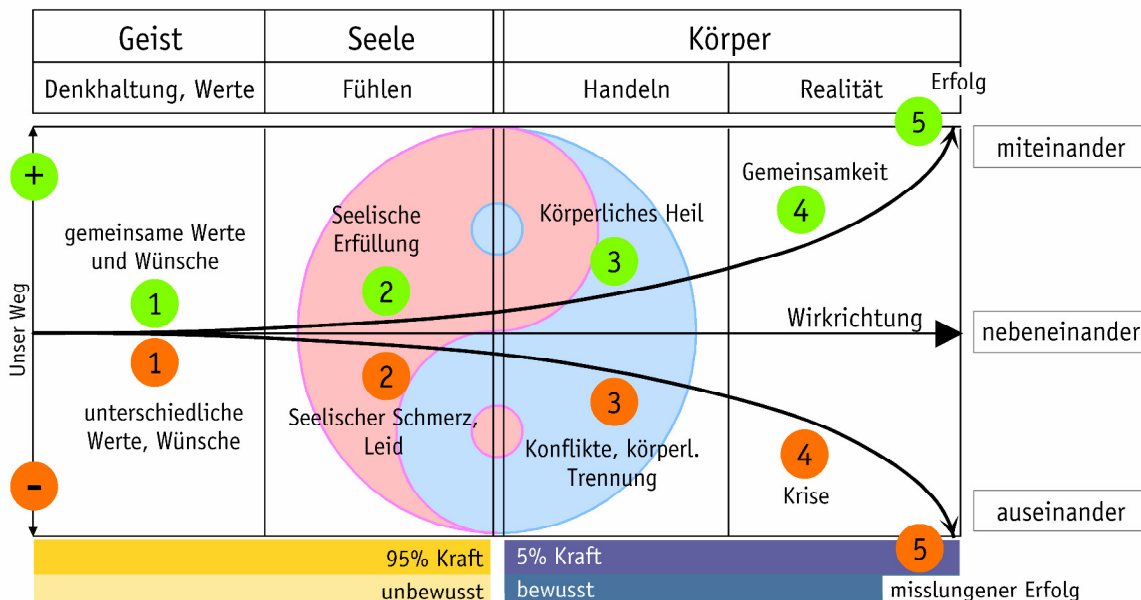 Geist
Seele
Körper
Denkhaltung, Werte
Fühlen
Handeln
Realität
Erfolg
5
miteinander
+
Gemeinsamkeit
4
Seelische
Erfüllung
Körperliches Heil
gemeinsame Werte
und Wünsche
3
2
1
Unser Weg
Wirkrichtung
nebeneinander
1
2
3
unterschiedliche
Werte, Wünsche
Seelischer Schmerz,
Leid
Konflikte, körperl.
Trennung
4
Krise
-
auseinander
5
95% Kraft
5% Kraft
unbewusst
bewusst
misslungener Erfolg